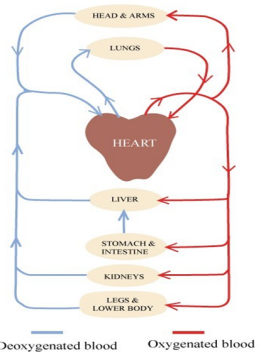 HEAD & ARMS
LUNGS
HEART
LIVER
STOMACH &
INTESTINE
KIDNEYS
LEGS &
LOWER BODY
Deoxygenated blood
Oxygenated blood